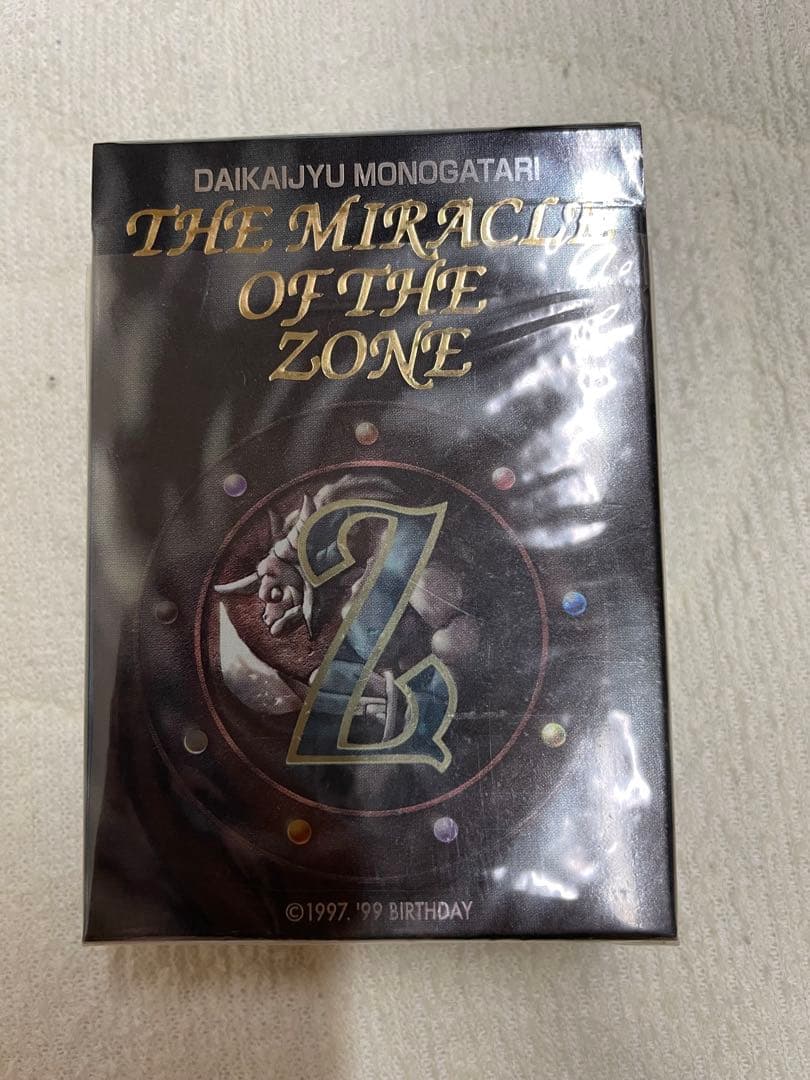 DAIKAIJYU MONOGATARI
THE MIRACLE
OF THE
ZONE
Z
©1997. '99 BIRTHDAY